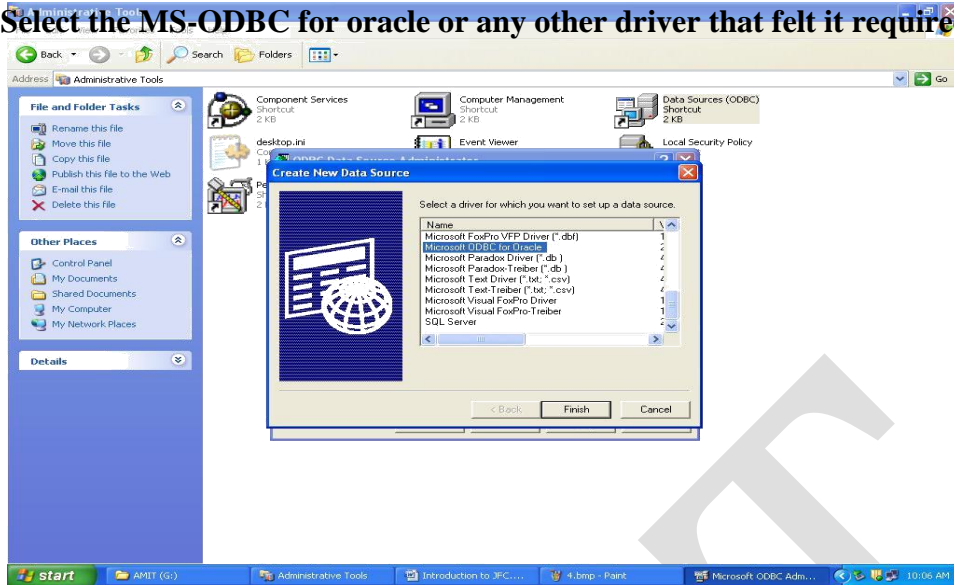 Select the MS-ODBC for oracle or any other driver that felt it require
Back Search Folders
Address Administrative Tools Go
File and Folder Tasks
Rename this file
Move this file
Copy this file
Publish this file to the Web
E-mail this file
Delete this file
Other Places
Control Panel
My Documents
Shared Documents
My Computer
My Network Places
Details
Component Services
Shortcut
2 KB
Computer Management
Shortcut
2 KB
Data Sources (ODBC)
Shortcut
2 KB
desktop.ini
Event Viewer
Local Security Policy
ODBC Data Source Administrator
Create New Data Source
Select a driver for which you want to set up a data source.
Name
Microsoft FoxPro VFP Driver (*.dbf)
Microsoft ODBC for Oracle
Microsoft Paradox Driver (*.db )
Microsoft Paradox-Treiber (*.db )
Microsoft Text Driver (*.txt; *.csv)
Microsoft Text-Treiber (*.txt; *.csv)
Microsoft Visual FoxPro Driver
Microsoft Visual FoxPro-Treiber
SQL Server
< Back Finish Cancel
start AMIT (G:) Administrative Tools Introduction to JFC.... 4.bmp - Paint Microsoft ODBC Adm... 10:06 AM